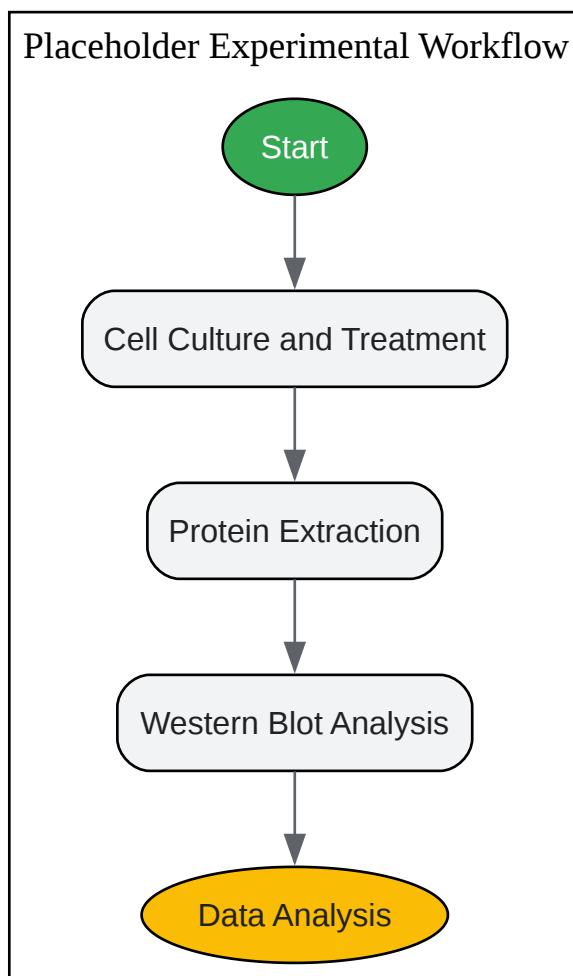 Placeholder Experimental Workflow
Start
Cell Culture and Treatment
Protein Extraction
Western Blot Analysis
Data Analysis